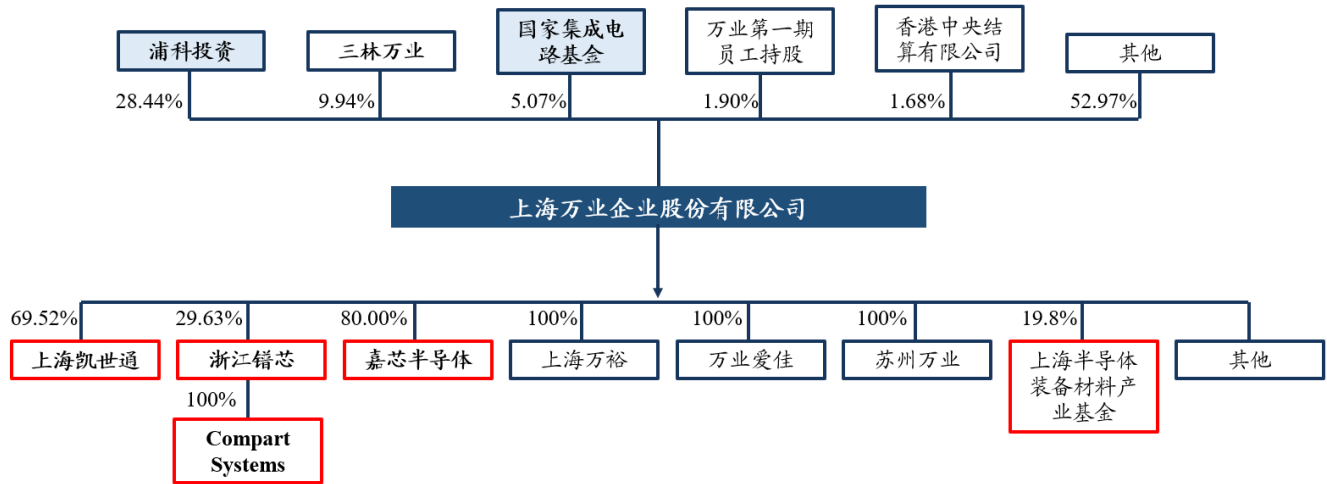 浦科投资
三林万业
国家集成电
路基金
万业第一期
员工持股
香港中央结
算有限公司
其他
28.44%
9.94%
5.07%
1.90%
1.68%
52.97%
上海万业企业股份有限公司
69.52%
29.63%
80.00%
100%
100%
100%
19.8%
上海凯世通
浙江镨芯
嘉芯半导体
上海万裕
万业爱佳
苏州万业
上海半导体
装备材料产
业基金
其他
100%
Compart
Systems